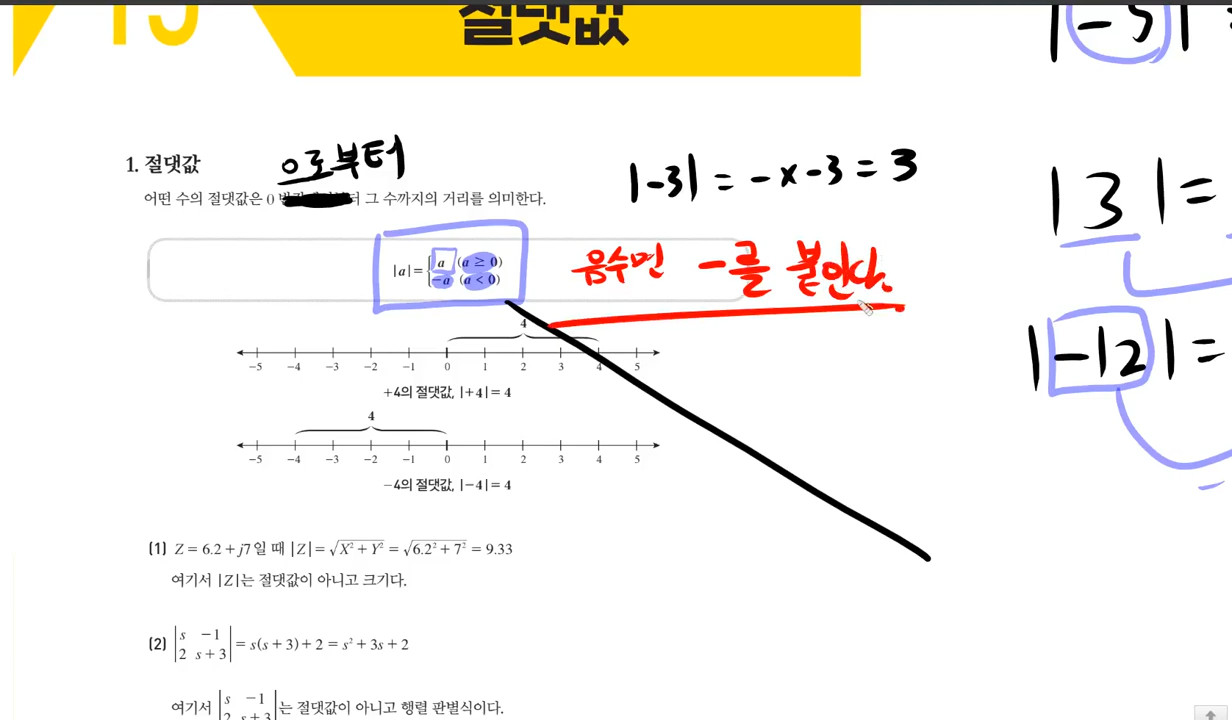 13 절댓값
1. 절댓값
0로부터
어떤 수의 절댓값은 0 그 수까지의 거리를 의미한다.
|-3| = -x-3 = 3
|a|={a (a ≥ 0)
-a (a < 0)
음수면 -를 붙인다.
4
-5 -4 -3 -2 -1 0 1 2 3 4 5
+4의 절댓값, |+4|=4
4
-5 -4 -3 -2 -1 0 1 2 3 4 5
-4의 절댓값, |-4|=4
(1) Z=6.2+j7일 때 |Z|=√X²+Y² = √6.2²+7² = 9.33
여기서 |Z|는 절댓값이 아니고 크기다.
(2) |s -1
2 s+3| = s(s+3)+2 = s²+3s+2
여기서 |s -1
2 s+3|는 절댓값이 아니고 행렬 판별식이다.
|3|=
|-12|=